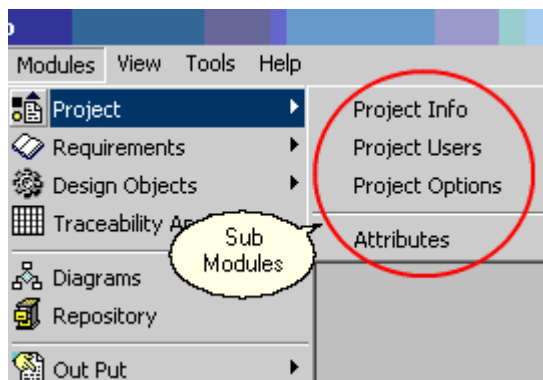 Modules View Tools Help
Project
Requirements
Design Objects
Traceability
Diagrams
Repository
Out Put
Project Info
Project Users
Project Options
Attributes
Sub
Modules